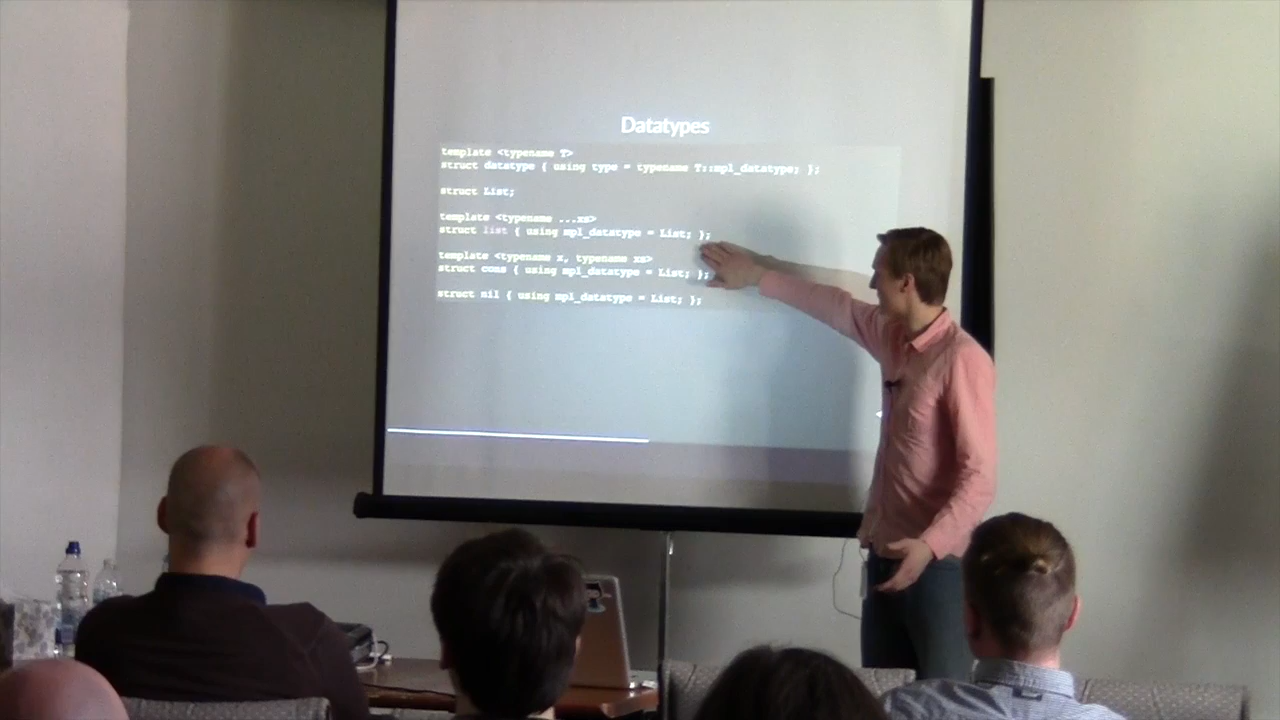 Datatypes
template <typename T>
struct datatype { using type = typename T::mpl_datatype; };
struct List;
template <typename ...xs>
struct list { using mpl_datatype = List; };
template <typename x, typename xs>
struct cons { using mpl_datatype = List; };
struct nil { using mpl_datatype = List; };